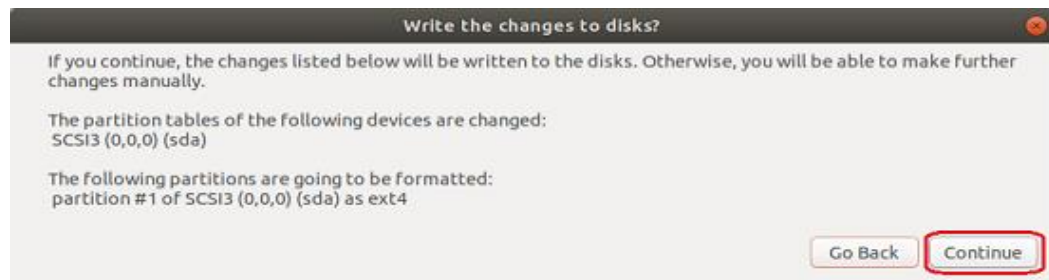 Write the changes to disks?
If you continue, the changes listed below will be written to the disks. Otherwise, you will be able to make further
changes manually.
The partition tables of the following devices are changed:
SCSI3 (0,0,0) (sda)
The following partitions are going to be formatted:
partition #1 of SCSI3 (0,0,0) (sda) as ext4
Go Back Continue